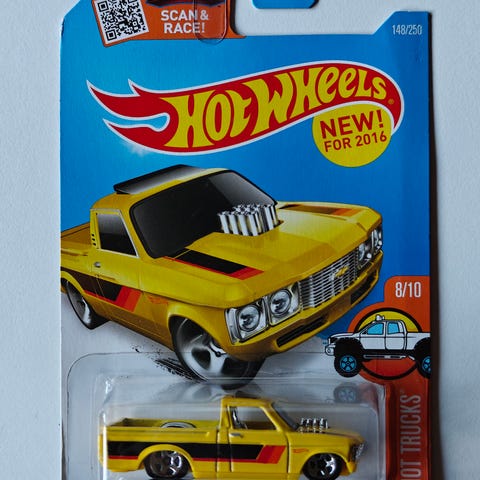 SCAN &
RACE!
148/250
HOT WHEELS
NEW!
FOR 2016
8/10
HOT TRUCKS